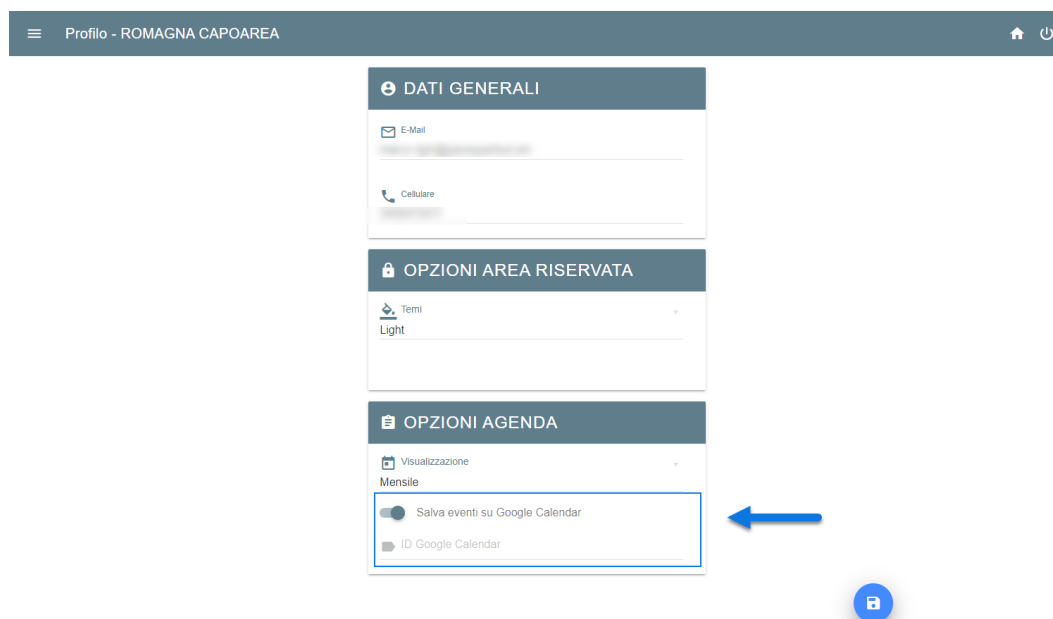 Profilo - ROMAGNA CAPOAREA
DATI GENERALI
E-Mail
Cellulare
OPZIONI AREA RISERVATA
Temi
Light
OPZIONI AGENDA
Visualizzazione
Mensile
Salva eventi su Google Calendar
ID Google Calendar